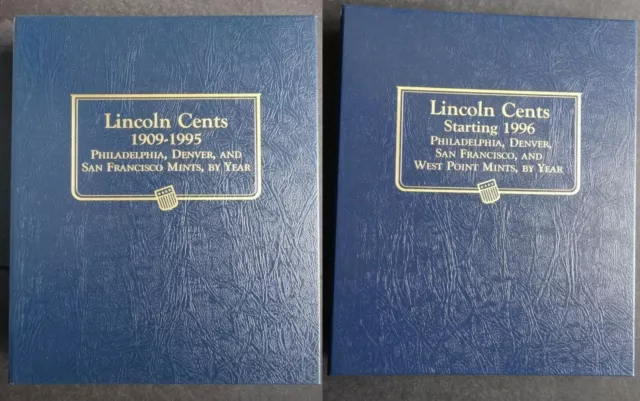 Lincoln Cents
1909-1995
Philadelphia, Denver, and
San Francisco Mints, by Year
Lincoln Cents
Starting 1996
Philadelphia, Denver,
San Francisco, and
West Point Mints, by Year